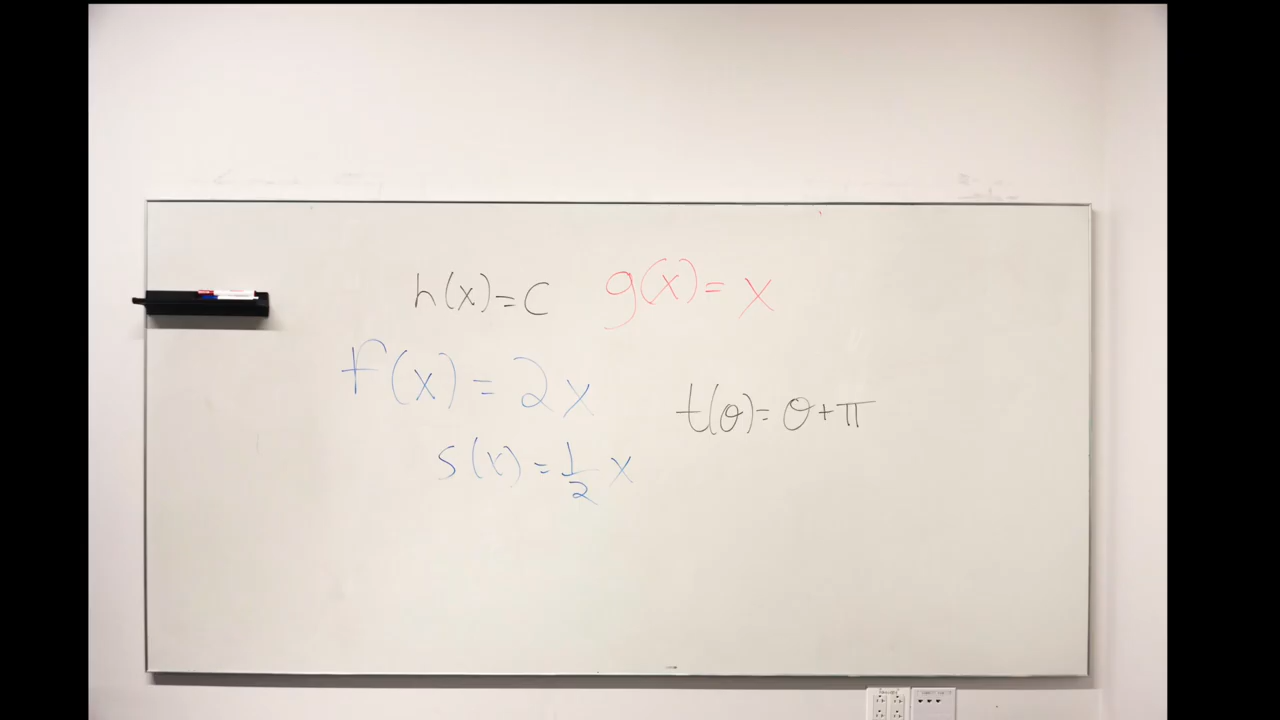 h(x)=c g(x)= x
f(x) = 2x
t(θ)= θ+π
s(x) = 1/2 x